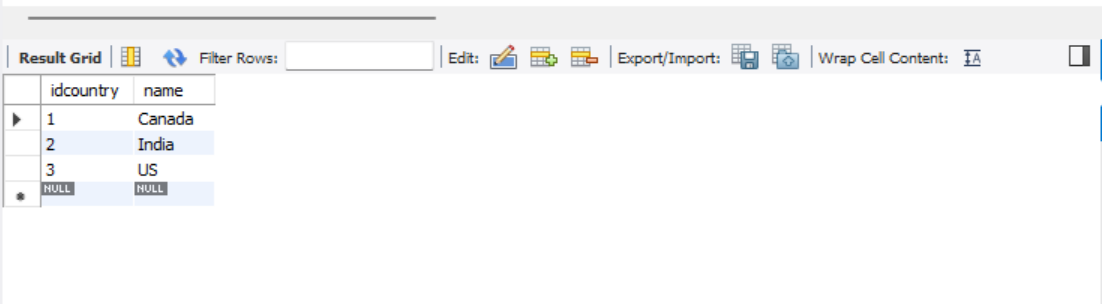 Result Grid Filter Rows: Edit: Export/Import: Wrap Cell Content: IA
idcountry name
1 Canada
2 India
3 US
NULL NULL